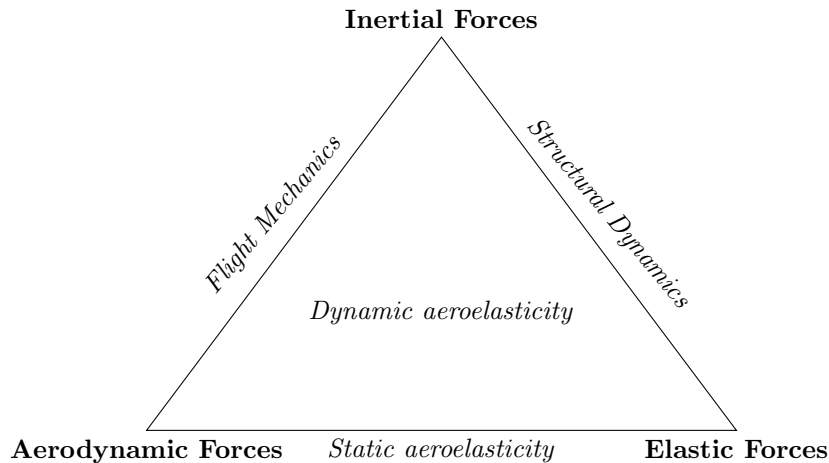 Inertial Forces
Flight Mechanics
Structural Dynamics
Dynamic aeroelasticity
Aerodynamic Forces
Static aeroelasticity
Elastic Forces